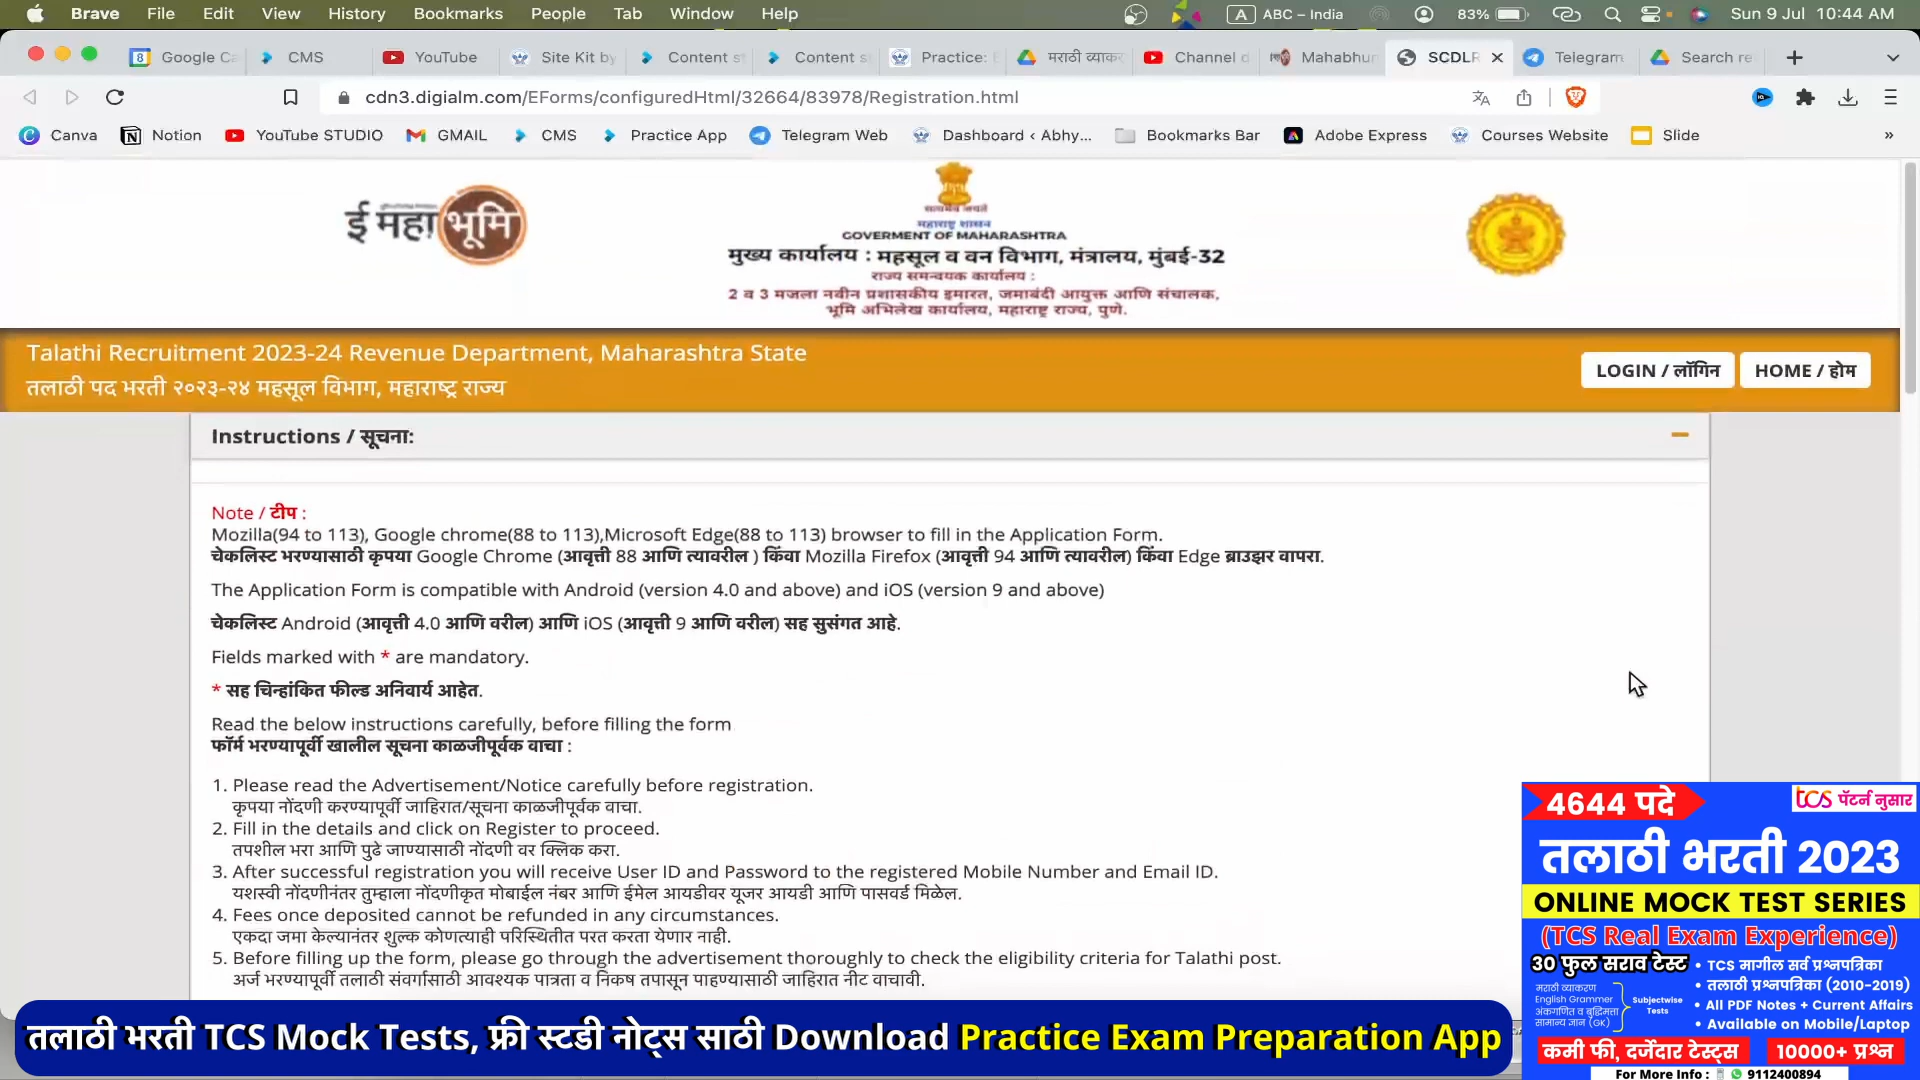 Brave File Edit View History Bookmarks People Tab Window Help A ABC – India 83% Sun 9 Jul 10:44 AM
8 Google Ca CMS YouTube Site Kit by Content s Content s Practice: E मराठी व्याकर Channel d Mahabhu SCDLR Telegram Search re
cdn3.digialm.com/EForms/configuredHtml/32664/83978/Registration.html
Canva Notion YouTube STUDIO GMAIL CMS Practice App Telegram Web Dashboard ‹ Abhy... Bookmarks Bar Adobe Express Courses Website Slide »
ई महाभूमि
सत्यमेव जयते
महाराष्ट्र शासन
GOVERMENT OF MAHARASHTRA
मुख्य कार्यालय : महसूल व वन विभाग, मंत्रालय, मुंबई-32
राज्य समन्वयक कार्यालय :
2 व 3 मजला नवीन प्रशासकीय इमारत, जमाबंदी आयुक्त आणि संचालक,
भूमि अभिलेख कार्यालय, महाराष्ट्र राज्य, पुणे.
Talathi Recruitment 2023-24 Revenue Department, Maharashtra State
तलाठी पद भरती २०२३-२४ महसूल विभाग, महाराष्ट्र राज्य
LOGIN / लॉगिन HOME / होम
Instructions / सूचना:
Note / टीप :
Mozilla(94 to 113), Google chrome(88 to 113),Microsoft Edge(88 to 113) browser to fill in the Application Form.
चेकलिस्ट भरण्यासाठी कृपया Google Chrome (आवृत्ती 88 आणि त्यावरील ) किंवा Mozilla Firefox (आवृत्ती 94 आणि त्यावरील) किंवा Edge ब्राउझर वापरा.
The Application Form is compatible with Android (version 4.0 and above) and iOS (version 9 and above)
चेकलिस्ट Android (आवृत्ती 4.0 आणि वरील) आणि iOS (आवृत्ती 9 आणि वरील) सह सुसंगत आहे.
Fields marked with * are mandatory.
* सह चिन्हांकित फील्ड अनिवार्य आहेत.
Read the below instructions carefully, before filling the form
फॉर्म भरण्यापूर्वी खालील सूचना काळजीपूर्वक वाचा :
1. Please read the Advertisement/Notice carefully before registration.
कृपया नोंदणी करण्यापूर्वी जाहिरात/सूचना काळजीपूर्वक वाचा.
2. Fill in the details and click on Register to proceed.
तपशील भरा आणि पुढे जाण्यासाठी नोंदणी वर क्लिक करा.
3. After successful registration you will receive User ID and Password to the registered Mobile Number and Email ID.
यशस्वी नोंदणीनंतर तुम्हाला नोंदणीकृत मोबाईल नंबर आणि ईमेल आयडीवर यूजर आयडी आणि पासवर्ड मिळेल.
4. Fees once deposited cannot be refunded in any circumstances.
एकदा जमा केल्यानंतर शुल्क कोणत्याही परिस्थितीत परत करता येणार नाही.
5. Before filling up the form, please go through the advertisement thoroughly to check the eligibility criteria for Talathi post.
अर्ज भरण्यापूर्वी तलाठी संवर्गासाठी आवश्यक पात्रता व निकष तपासून पाहण्यासाठी जाहिरात नीट वाचावी.
4644 पदे
tcs पॅटर्न नुसार
तलाठी भरती 2023
ONLINE MOCK TEST SERIES
(TCS Real Exam Experience)
30 फुल सराव टेस्ट
मराठी व्याकरण
English Grammer
अंकगणित व बुद्धिमत्ता
सामान्य ज्ञान (GK)
Subjectwise
Tests
• TCS मागील सर्व प्रश्नपत्रिका
• तलाठी प्रश्नपत्रिका (2010-2019)
• All PDF Notes + Current Affairs
• Available on Mobile/Laptop
कमी फी, दर्जेदार टेस्ट्स 10000+ प्रश्न
For More Info : 9112400894
तलाठी भरती TCS Mock Tests, फ्री स्टडी नोट्स साठी Download Practice Exam Preparation App